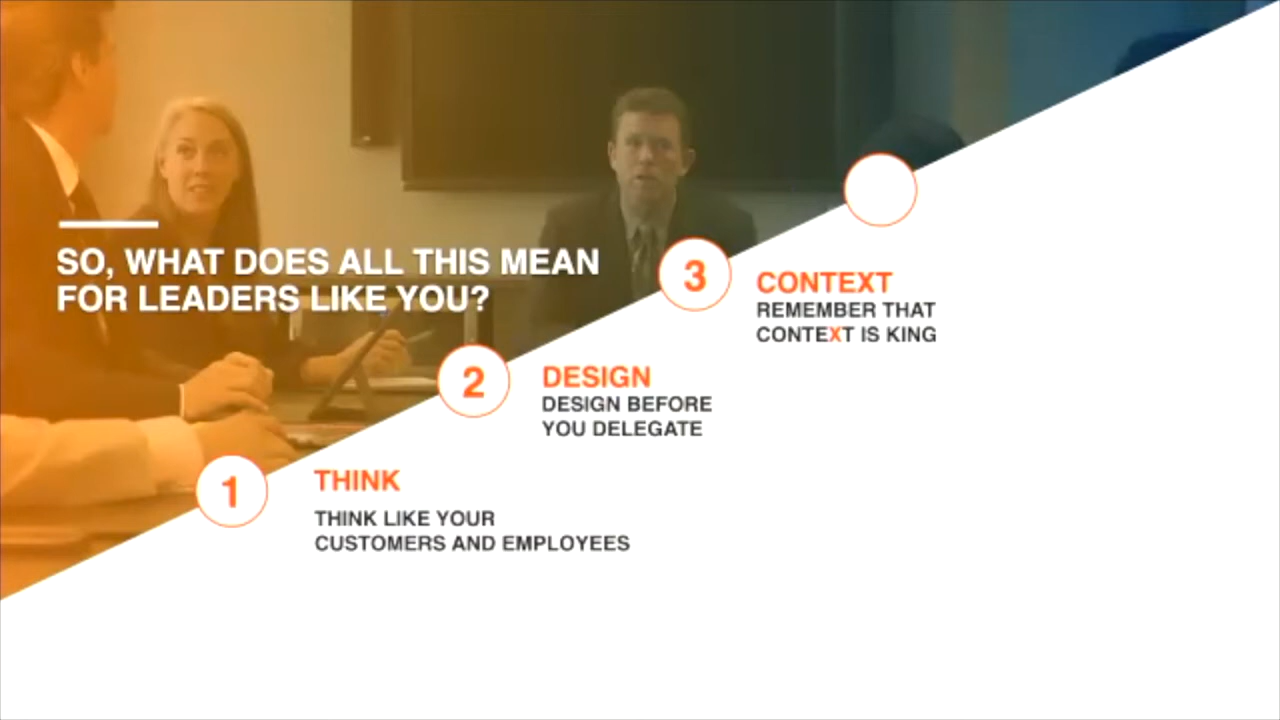 SO, WHAT DOES ALL THIS MEAN
FOR LEADERS LIKE YOU?
1
THINK
THINK LIKE YOUR
CUSTOMERS AND EMPLOYEES
2
DESIGN
DESIGN BEFORE
YOU DELEGATE
3
CONTEXT
REMEMBER THAT
CONTEXT IS KING